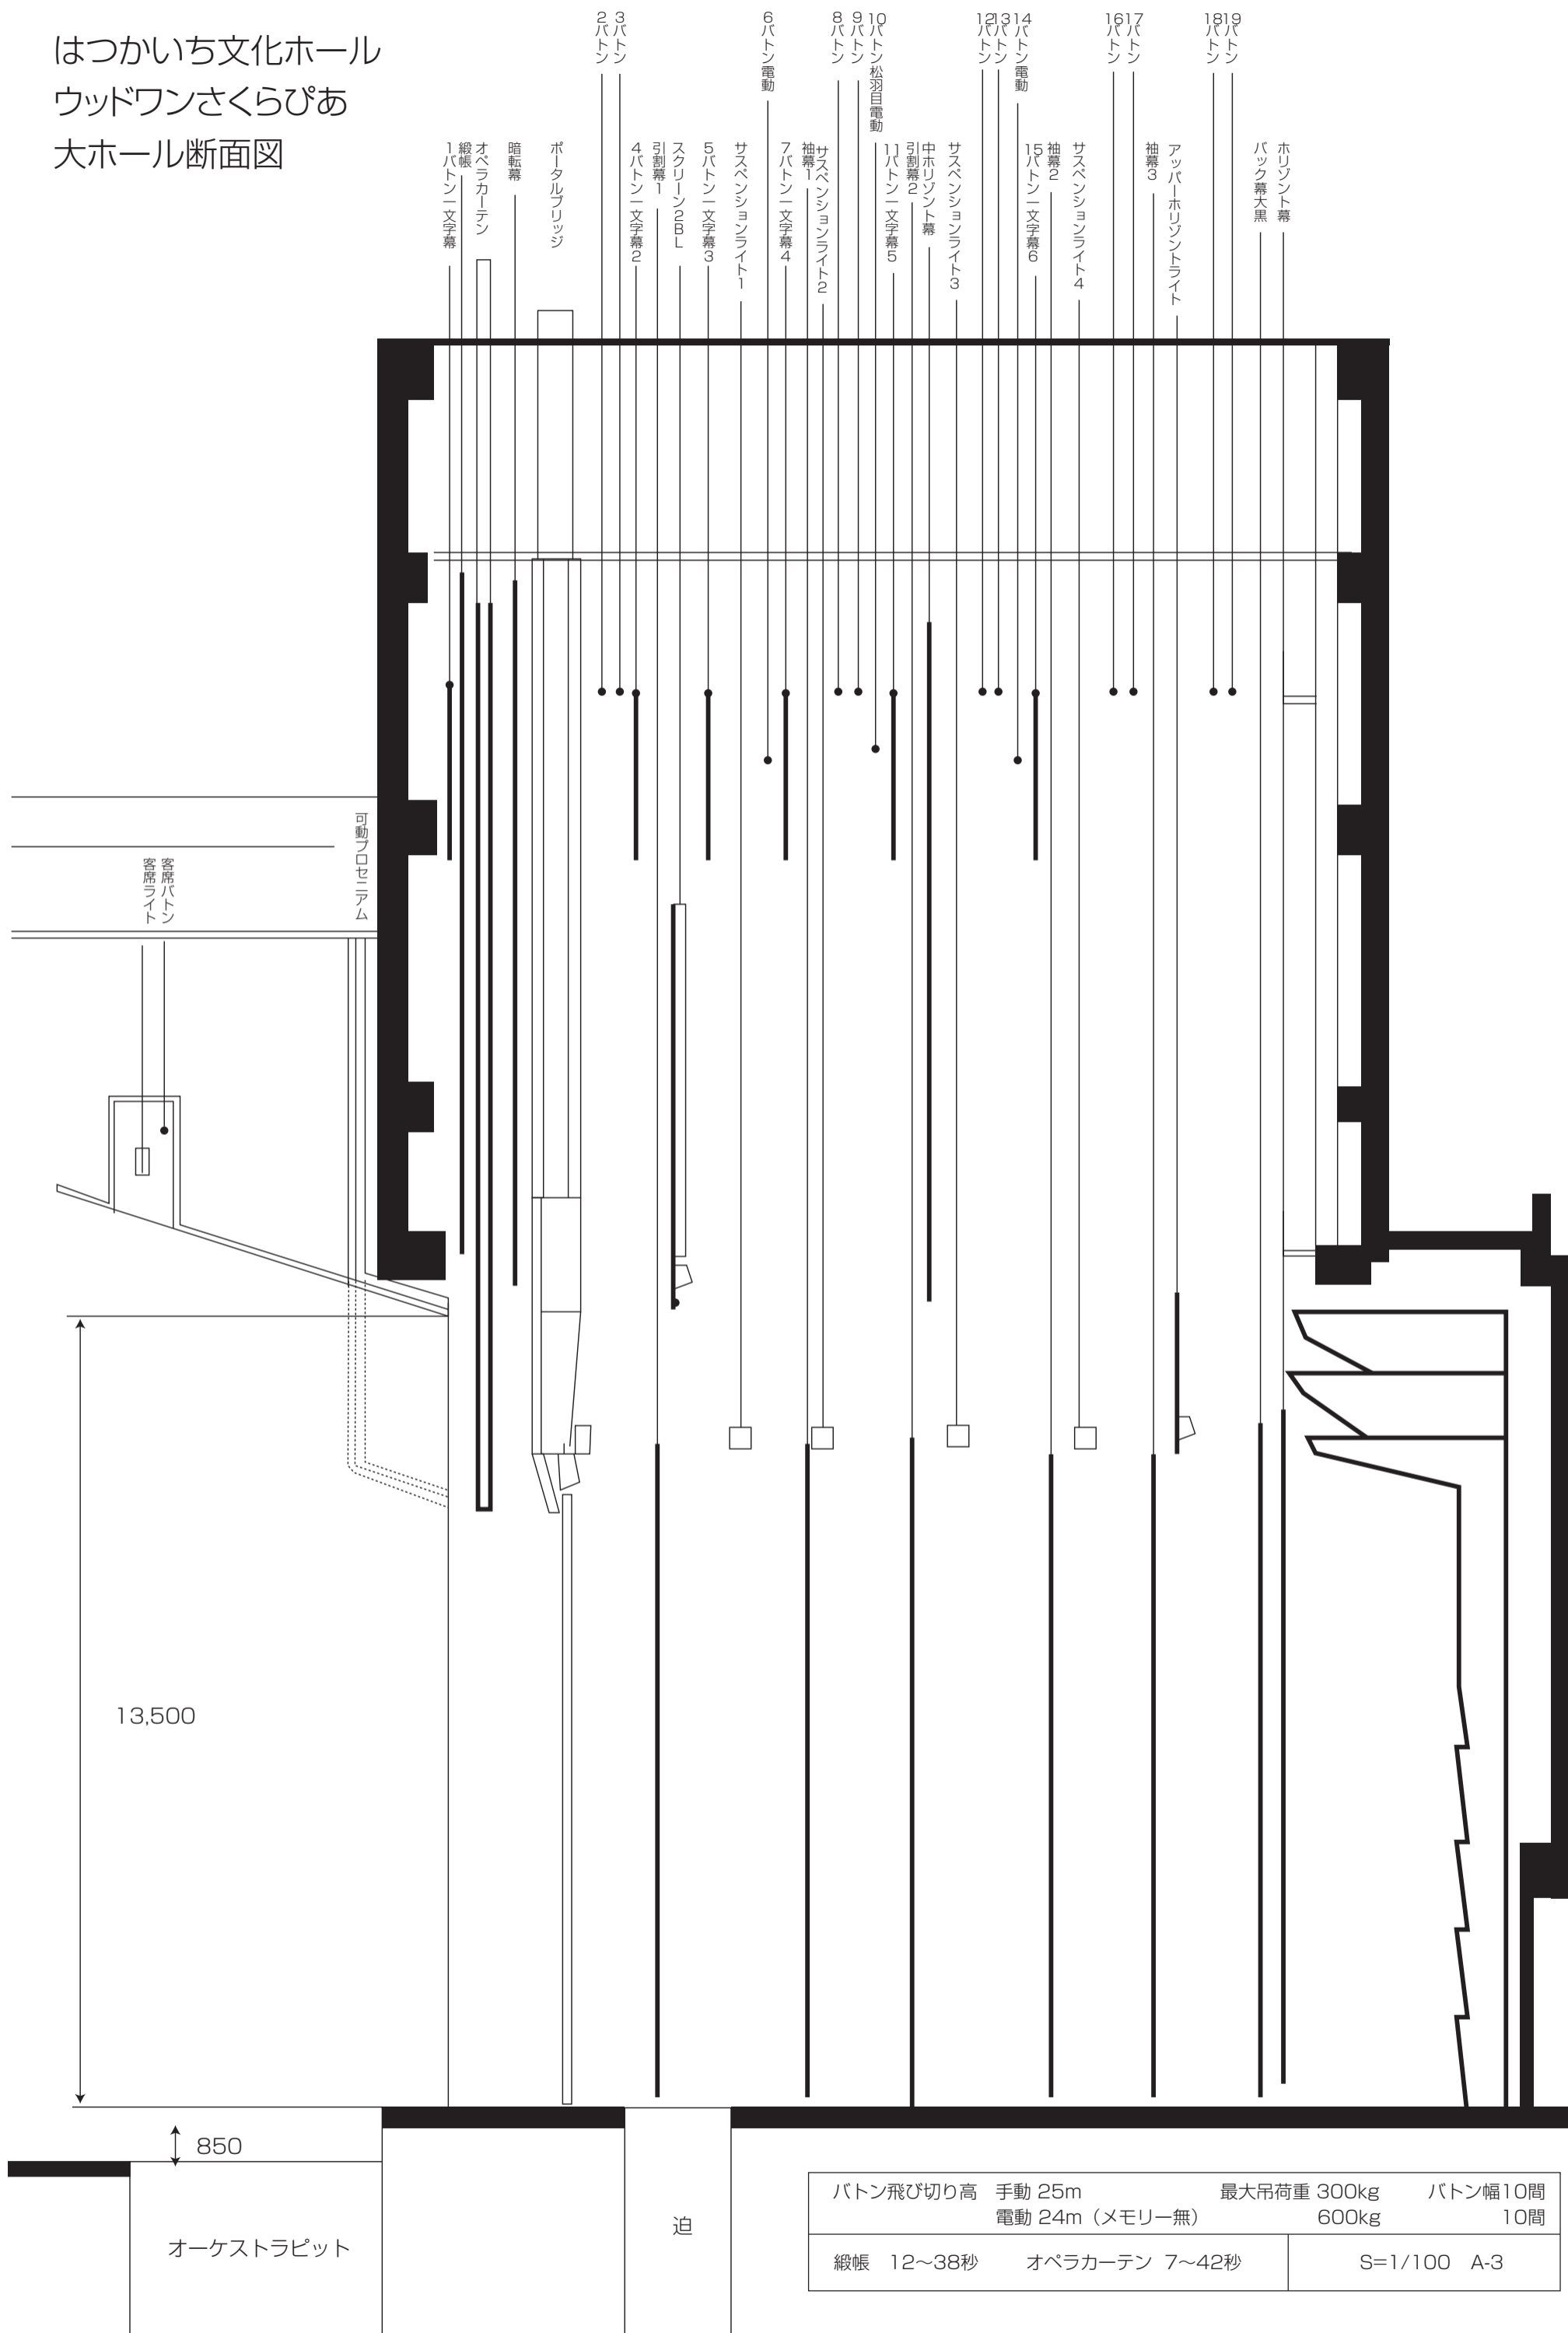 はつかいち文化ホール
ウッドワンさくらぴあ
大ホール断面図
1バトン一文字幕
緞帳
オペラカーテン
暗転幕
ポータルブリッジ
2バトン
3バトン
4バトン一文字幕2
引割幕1
スクリーン2BL
5バトン一文字幕3
サスペンションライト1
6バトン電動
7バトン一文字幕4
袖幕1
サスペンションライト2
8バトン
9バトン
10バトン松羽目電動
11バトン一文字幕5
引割幕2
中ホリゾント幕
サスペンションライト3
12バトン
13バトン
14バトン電動
15バトン一文字幕6
袖幕2
サスペンションライト4
16バトン
17バトン
袖幕3
アッパーホリゾントライト
18バトン
19バトン
バック幕大黒
ホリゾント幕
可動プロセニアム
客席ライト
客席バトン
13,500
850
オーケストラピット
迫
バトン飛び切り高 手動 25m 最大吊荷重 300kg バトン幅10間
電動 24m（メモリー無） 600kg 10間
緞帳 12〜38秒 オペラカーテン 7〜42秒 S=1/100 A-3